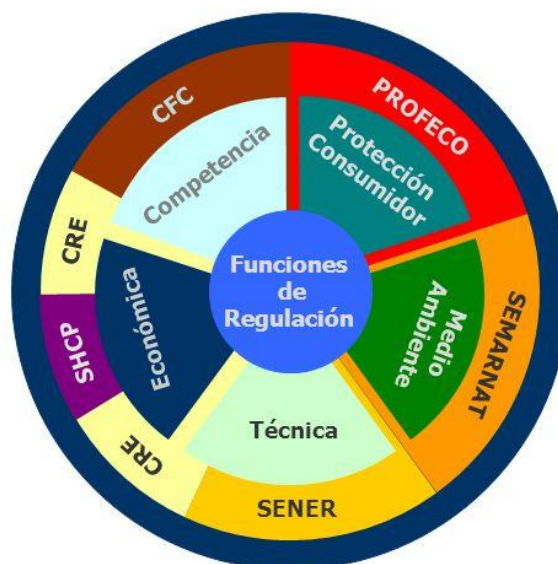 CFC
PROFECO
Competencia
Protección
Consumidor
CRE
Funciones
de
Regulación
Económica
Medio
Ambiente
SEMARNAT
SHCP
CRE
Técnica
SENER